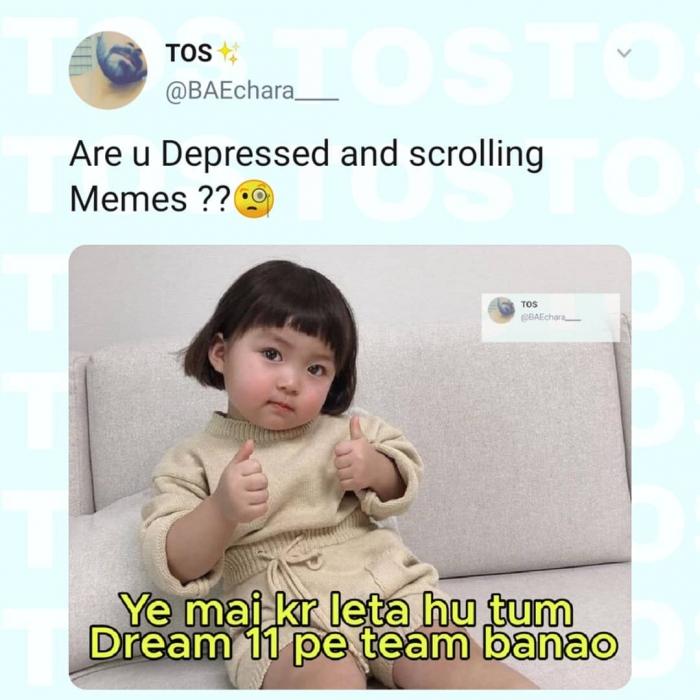 TOS✨
@BAEchara____
Are u Depressed and scrolling
Memes ??🧐
TOS
@BAEchara___
Ye mai kr leta hu tum
Dream 11 pe team banao